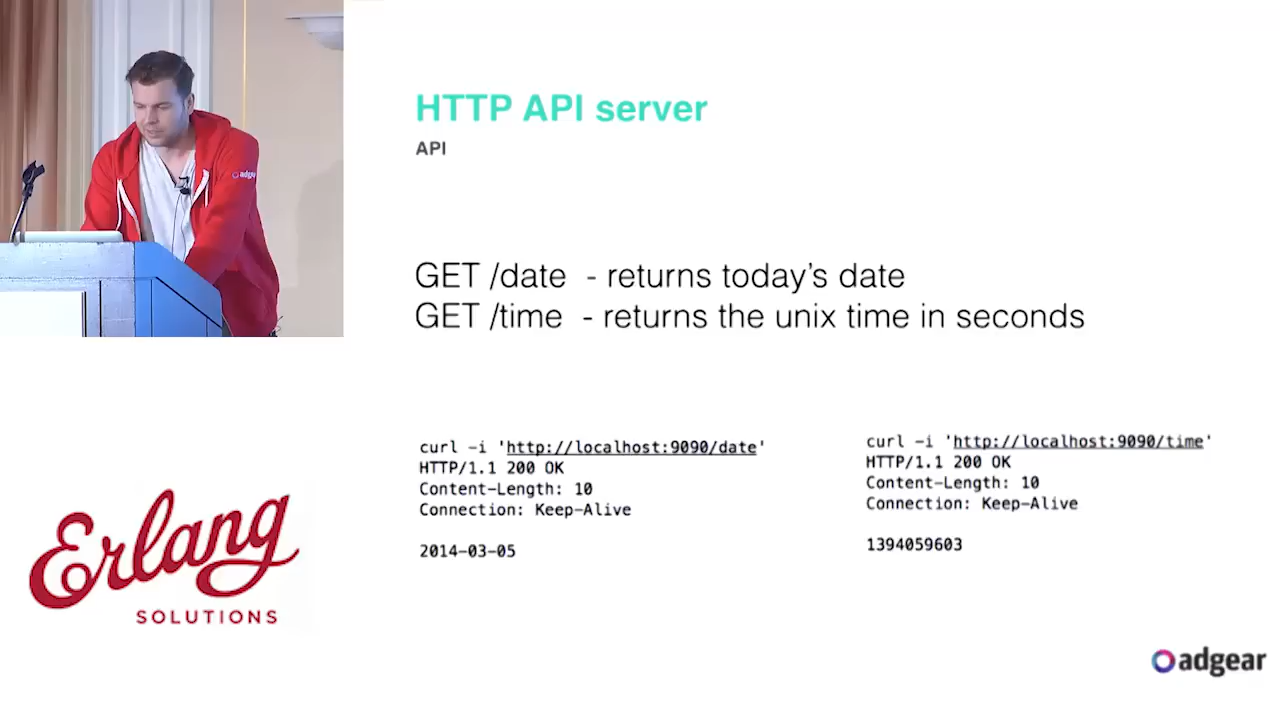 HTTP API server
API
GET /date - returns today's date
GET /time - returns the unix time in seconds
curl -i 'http://localhost:9090/date'
HTTP/1.1 200 OK
Content-Length: 10
Connection: Keep-Alive
2014-03-05
curl -i 'http://localhost:9090/time'
HTTP/1.1 200 OK
Content-Length: 10
Connection: Keep-Alive
1394059603
adgear
Erlang
SOLUTIONS
adgear